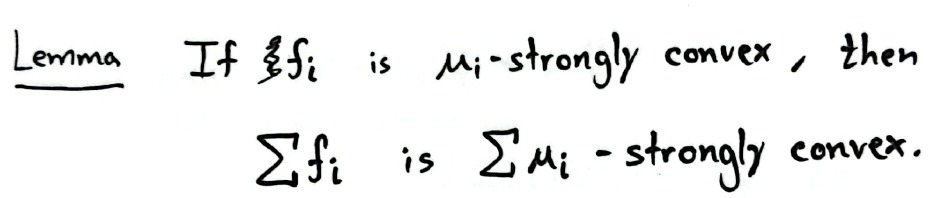 Lemma If fᵢ is μᵢ-strongly convex, then
∑fᵢ is ∑μᵢ - strongly convex.